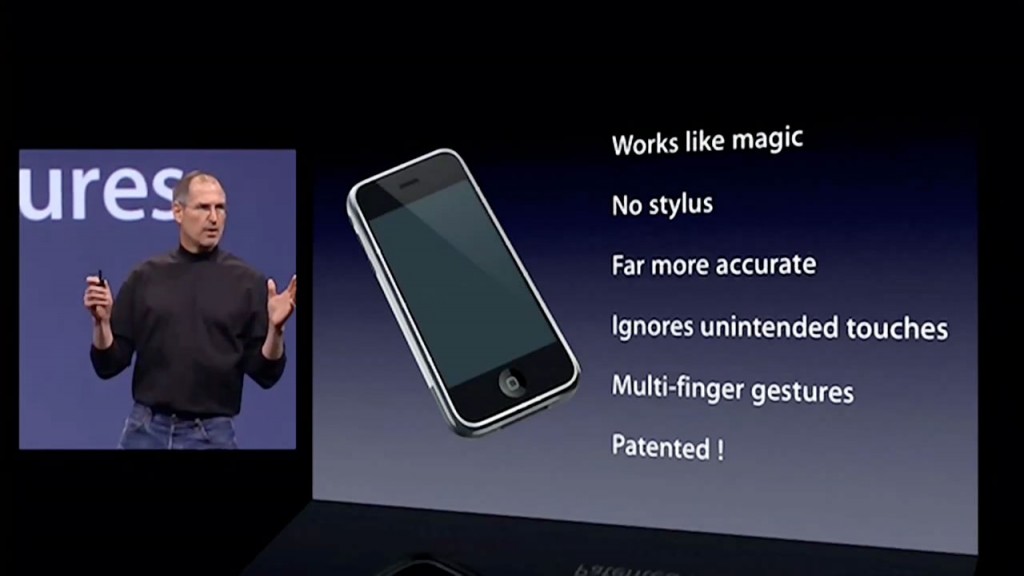 ures
Works like magic
No stylus
Far more accurate
Ignores unintended touches
Multi-finger gestures
Patented !